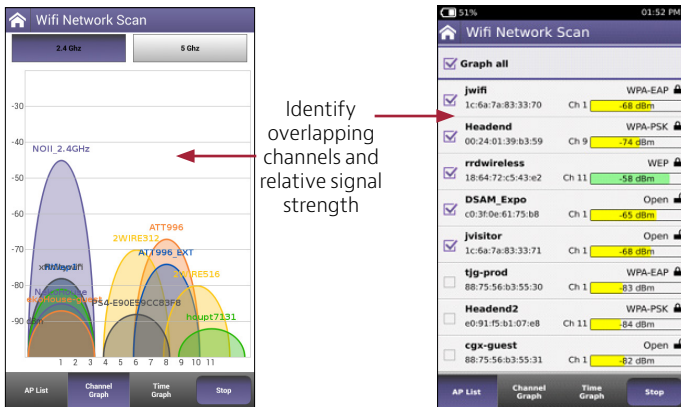 Wifi Network Scan
2.4 Ghz
5 Ghz
-30
-40
NOII_2.4GHz
-50
-60
ATT996
2WIRE312
ATT996_EXT
-70
2WIRE516
-80
NavaHouse
PS4-E90E59CC83F8
houpt7131
-90 dBm
1 2 3 4 5 6 7 8 9 10 11
AP List
Channel
Graph
Time
Graph
Stop
Identify
overlapping
channels and
relative signal
strength
51% 01:52 PM
Wifi Network Scan
Graph all
jwifi WPA-EAP
1c:6a:7a:83:33:70 Ch 1 -68 dBm
Headend WPA-PSK
00:24:01:39:b3:59 Ch 9 -74 dBm
rrdwireless WEP
18:64:72:c5:43:e2 Ch 11 -58 dBm
DSAM_Expo Open
c0:3f:0e:61:75:b8 Ch 1 -65 dBm
jvisitor Open
1c:6a:7a:83:33:71 Ch 1 -68 dBm
tjg-prod WPA-EAP
88:75:56:b3:55:30 Ch 1 -83 dBm
Headend2 WPA-PSK
e0:91:f5:b1:07:e8 Ch 11 -84 dBm
cgx-guest Open
88:75:56:b3:55:31 Ch 1 -82 dBm
AP List
Channel
Graph
Time
Graph
Stop